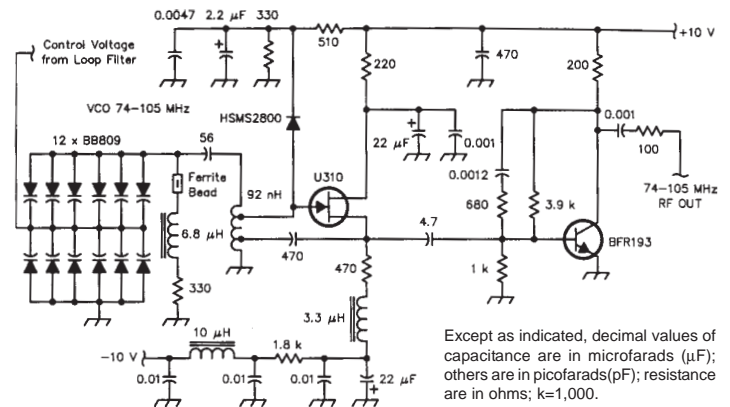 0.0047
2.2 µF
330
510
+10 V
Control Voltage
from Loop Filter
220
470
200
VCO 74-105 MHz
HSMS2800
12 x BB809
56
22 µF
0.001
0.001
100
Ferrite
Bead
92 nH
U310
0.0012
74-105 MHz
RF OUT
680
3.9 k
6.8 µH
470
4.7
BFR193
330
470
1 k
3.3 µH
10 µH
1.8 k
-10 V
0.01
0.01
0.01
22 µF
+
+
+
Except as indicated, decimal values of
capacitance are in microfarads (µF);
others are in picofarads(pF); resistance
are in ohms; k=1,000.